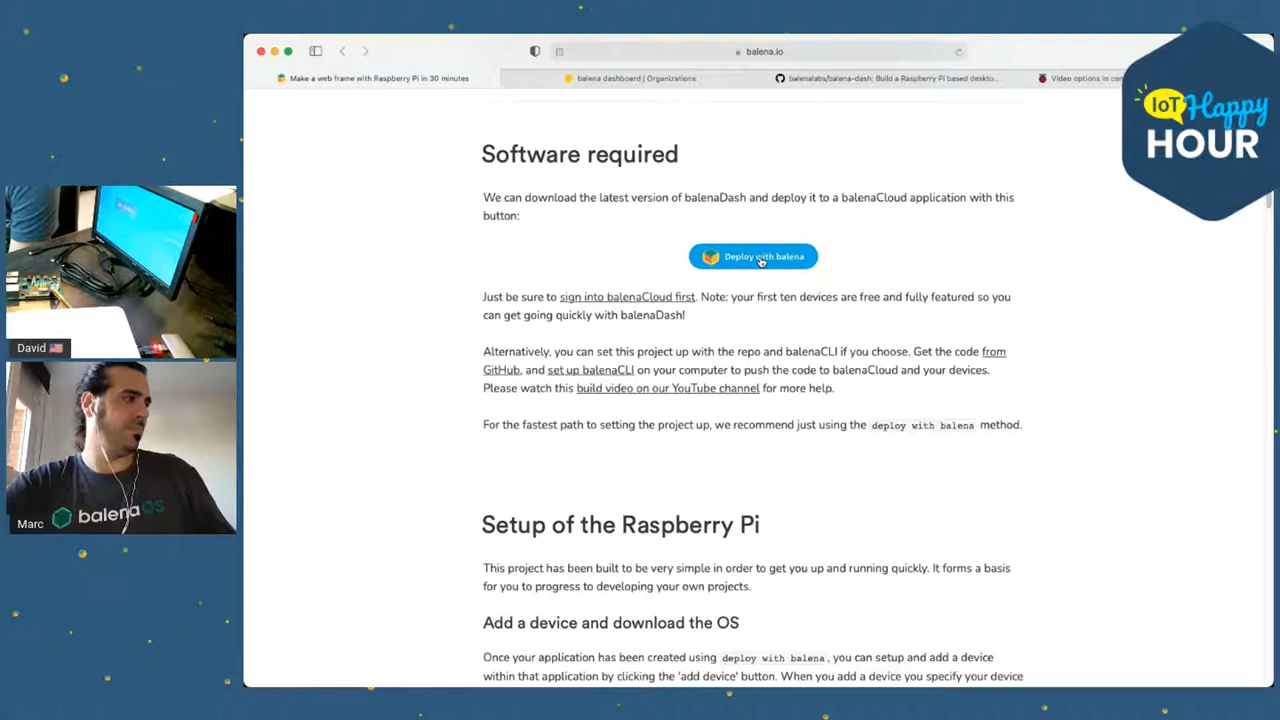 balena.io
Make a web frame with Raspberry Pi in 30 minutes
balena dashboard | Organizations
balenalabs/balena-dash: Build a Raspberry Pi based deskto...
Video options in con
IoT Happy
HOUR
Software required
We can download the latest version of balenaDash and deploy it to a balenaCloud application with this
button:
Deploy with balena
Just be sure to sign into balenaCloud first. Note: your first ten devices are free and fully featured so you
can get going quickly with balenaDash!
Alternatively, you can set this project up with the repo and balenaCLI if you choose. Get the code from
GitHub, and set up balenaCLI on your computer to push the code to balenaCloud and your devices.
Please watch this build video on our YouTube channel for more help.
For the fastest path to setting the project up, we recommend just using the deploy with balena method.
Setup of the Raspberry Pi
This project has been built to be very simple in order to get you up and running quickly. It forms a basis
for you to progress to developing your own projects.
Add a device and download the OS
Once your application has been created using deploy with balena, you can setup and add a device
within that application by clicking the 'add device' button. When you add a device you specify your device
David
balenaOS
Marc